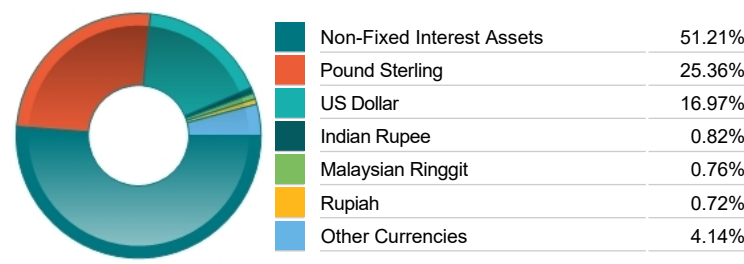 Non-Fixed Interest Assets 51.21%
Pound Sterling 25.36%
US Dollar 16.97%
Indian Rupee 0.82%
Malaysian Ringgit 0.76%
Rupiah 0.72%
Other Currencies 4.14%